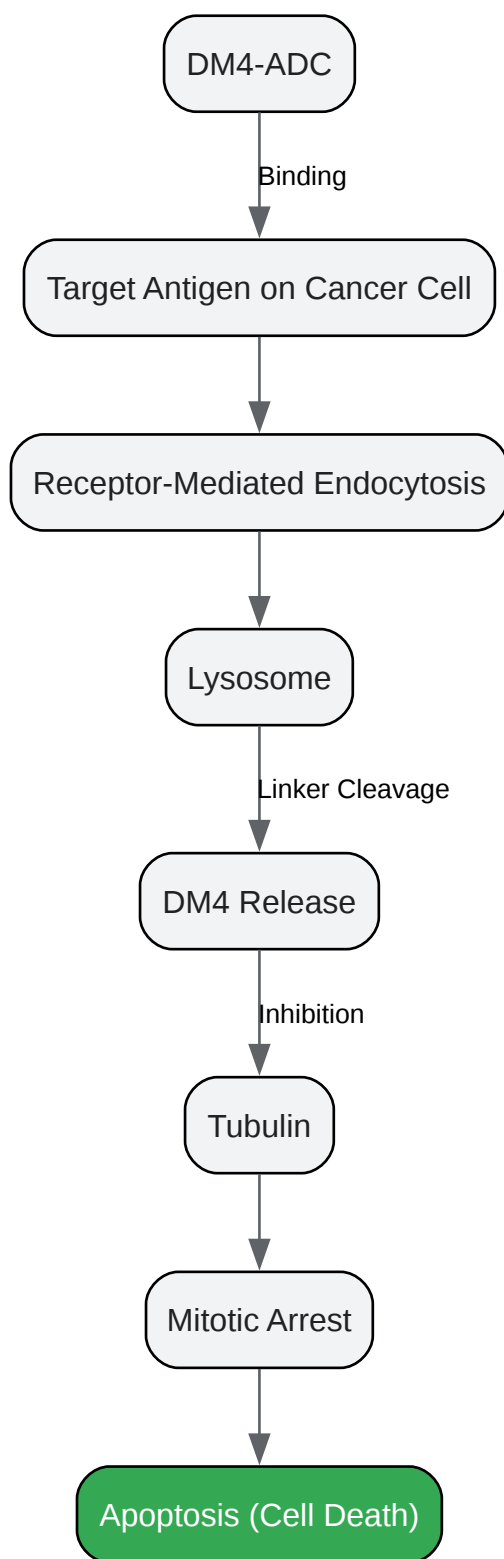 DM4-ADC
Binding
Target Antigen on Cancer Cell
Receptor-Mediated Endocytosis
Lysosome
Linker Cleavage
DM4 Release
Inhibition
Tubulin
Mitotic Arrest
Apoptosis (Cell Death)